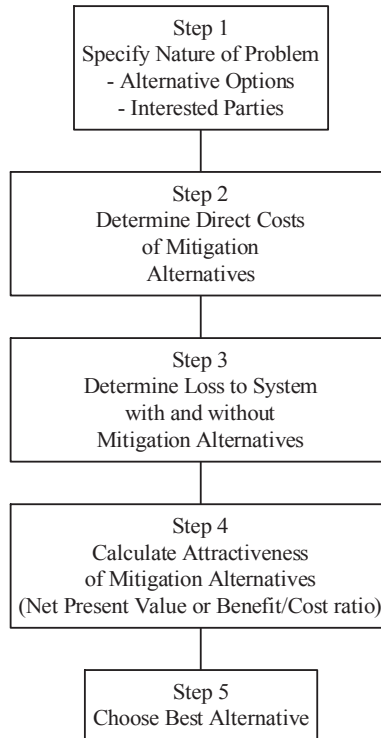 Step 1
Specify Nature of Problem
- Alternative Options
- Interested Parties
Step 2
Determine Direct Costs
of Mitigation
Alternatives
Step 3
Determine Loss to System
with and without
Mitigation Alternatives
Step 4
Calculate Attractiveness
of Mitigation Alternatives
(Net Present Value or Benefit/Cost ratio)
Step 5
Choose Best Alternative